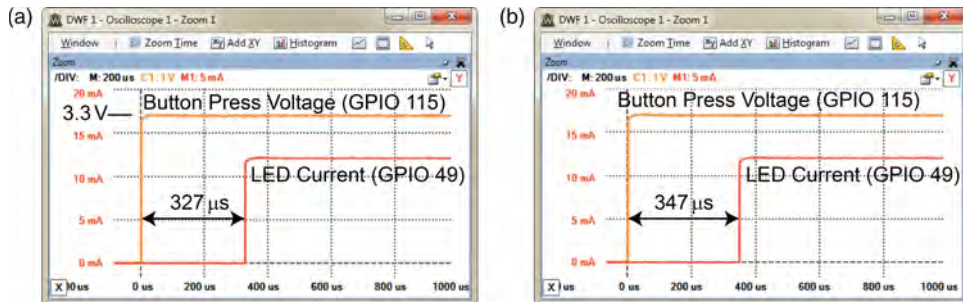 (a)
DWF 1 - Oscilloscope 1 - Zoom 1
Window Zoom Time Add XY Histogram
Zoom
/DIV: M: 200 us C1: 1 V M1: 5 mA Y
20 mA
Button Press Voltage (GPIO 115)
3.3 V
15 mA
LED Current (GPIO 49)
10 mA
327 μs
5 mA
0 mA
X 0 us 0 us 200 us 400 us 600 us 800 us 1000 us
(b)
DWF 1 - Oscilloscope 1 - Zoom 1
Window Zoom Time Add XY Histogram
Zoom
/DIV: M: 200 us C1: 1 V M1: 5 mA Y
20 mA
Button Press Voltage (GPIO 115)
15 mA
LED Current (GPIO 49)
10 mA
347 μs
5 mA
0 mA
X 0 us 200 us 400 us 600 us 800 us 1000 us